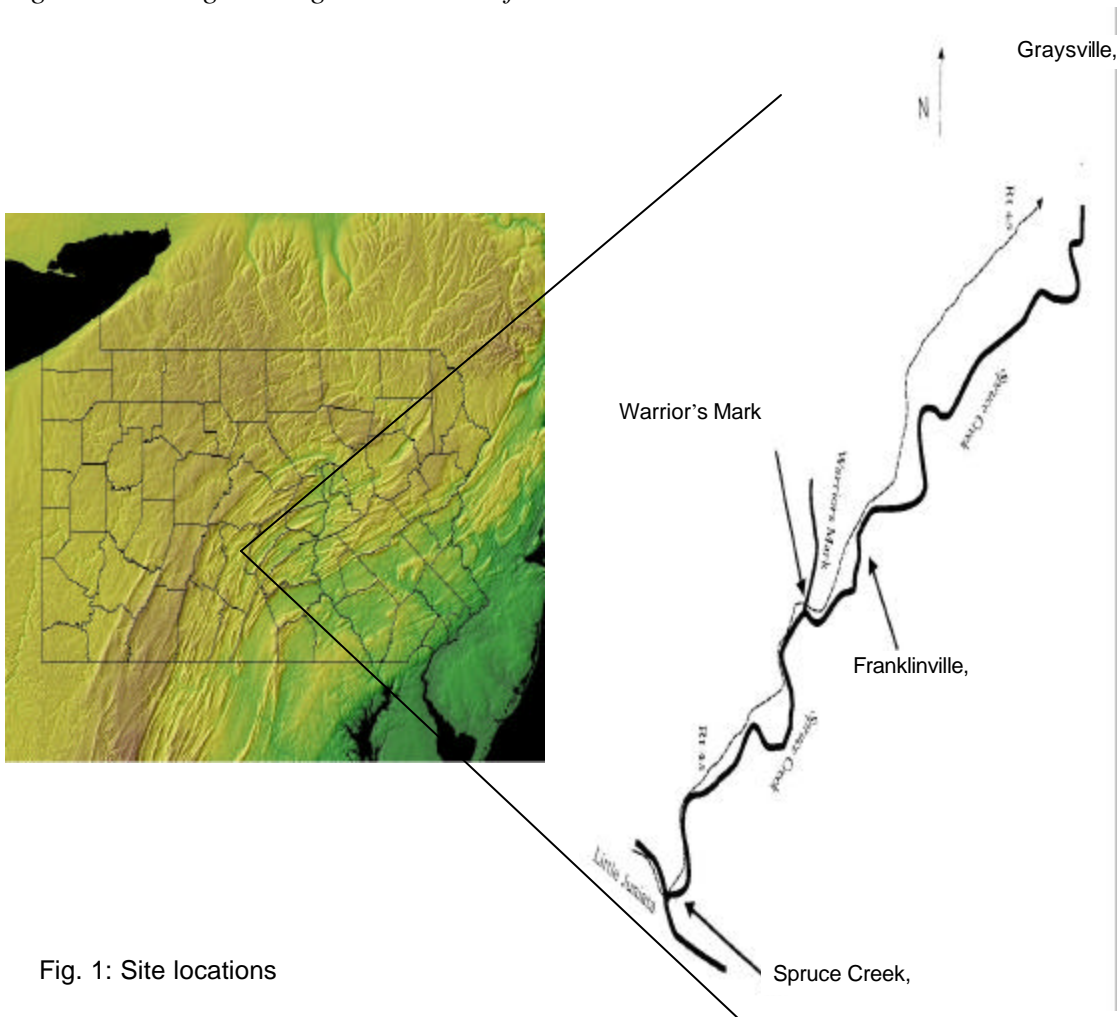 Graysville,
N
Rt 45
Spruce Creek
Warrior's Mark
Warriors Mark
Franklinville,
Spruce Creek
Rt 45
Little Juniata
Fig. 1: Site locations
Spruce Creek,